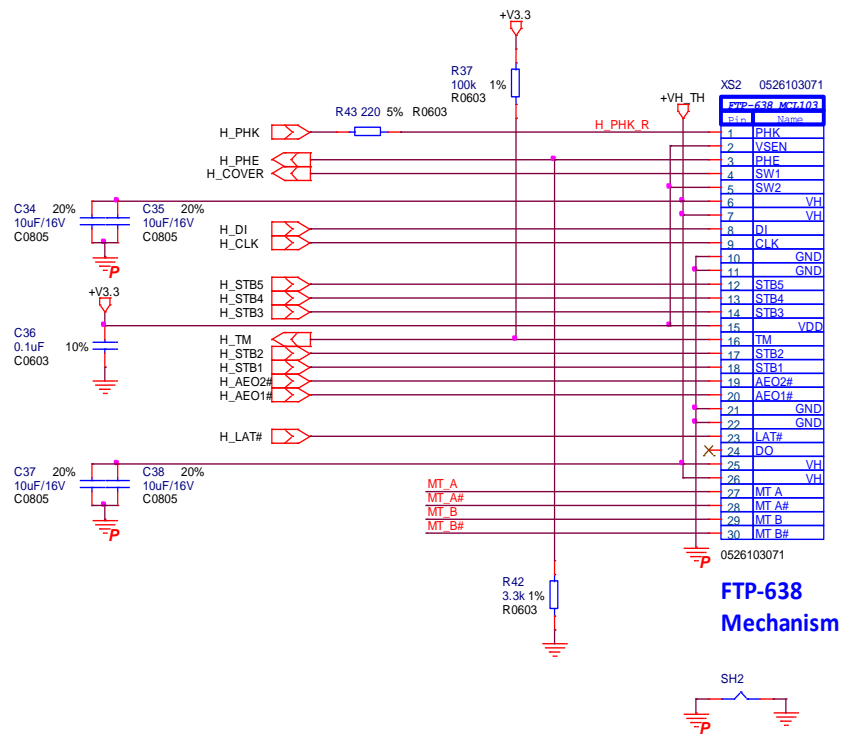 +V3.3
R37
100k 1%
R0603
XS2 0526103071
+VH_TH
FTP-638 MCL103
Pin Name
R43 220 5% R0603
H_PHK
H_PHK_R
1 PHK
2 VSEN
H_PHE
3 PHE
H_COVER
4 SW1
5 SW2
6 VH
7 VH
C34 20%
10uF/16V
C0805
C35 20%
10uF/16V
C0805
H_DI
8 DI
H_CLK
9 CLK
10 GND
11 GND
P
H_STB5
12 STB5
H_STB4
13 STB4
H_STB3
14 STB3
+V3.3
15 VDD
C36
0.1uF 10%
C0603
H_TM
16 TM
H_STB2
17 STB2
H_STB1
18 STB1
H_AEO2#
19 AEO2#
H_AEO1#
20 AEO1#
21 GND
22 GND
H_LAT#
23 LAT#
24 DO
25 VH
26 VH
C37 20%
10uF/16V
C0805
C38 20%
10uF/16V
C0805
MT_A
27 MT A
MT_A#
28 MT A#
MT_B
29 MT B
MT_B#
30 MT B#
P
P
0526103071
R42
3.3k 1%
R0603
FTP-638
Mechanism
SH2
P